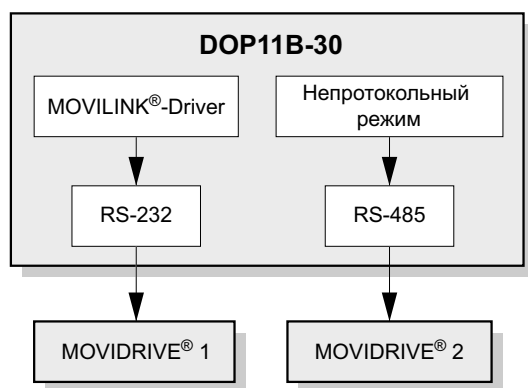 DOP11B-30
MOVILINK®-Driver
Непротокольный
режим
RS-232
RS-485
MOVIDRIVE® 1
MOVIDRIVE® 2